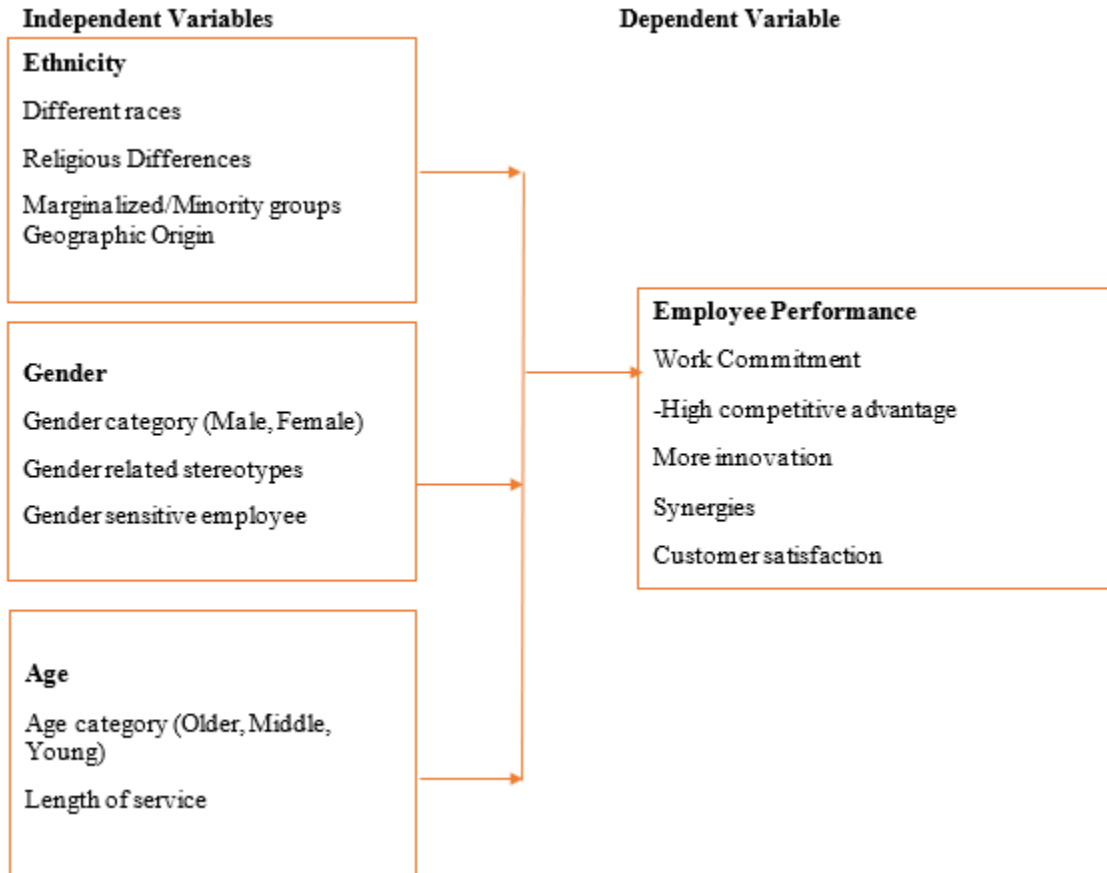 Independent Variables
Dependent Variable
Ethnicity
Different races
Religious Differences
Marginalized/Minority groups
Geographic Origin
Gender
Gender category (Male, Female)
Gender related stereotypes
Gender sensitive employee
Age
Age category (Older, Middle,
Young)
Length of service
Employee Performance
Work Commitment
-High competitive advantage
More innovation
Synergies
Customer satisfaction